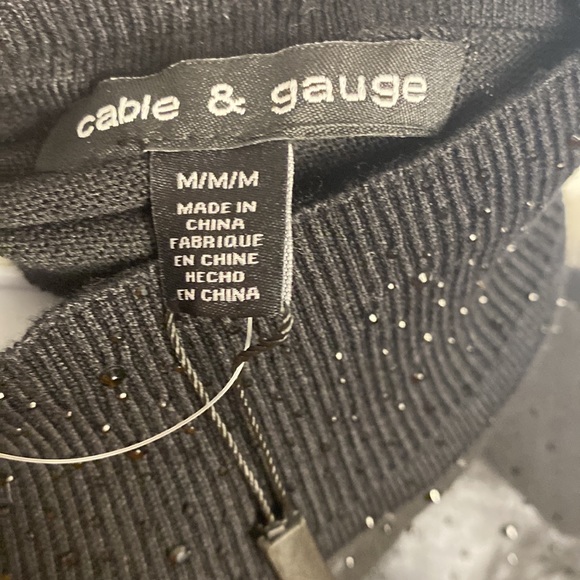 cable & gauge
M/M/M
MADE IN
CHINA
FABRIQUE
EN CHINE
HECHO
EN CHINA